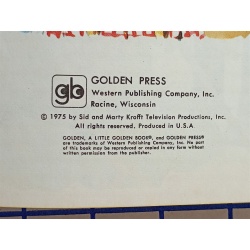 gb
GOLDEN PRESS
Western Publishing Company, Inc.
Racine, Wisconsin
© 1975 by Sid and Marty Krofft Television Productions, Inc.
All rights reserved. Produced in U.S.A
GOLDEN, A LITTLE GOLDEN BOOK®, and GOLDEN PRESS®
are trademarks of Western Publishing Company, Inc. No part of
this book may be reproduced or copied in any form without
written permission from the publisher.